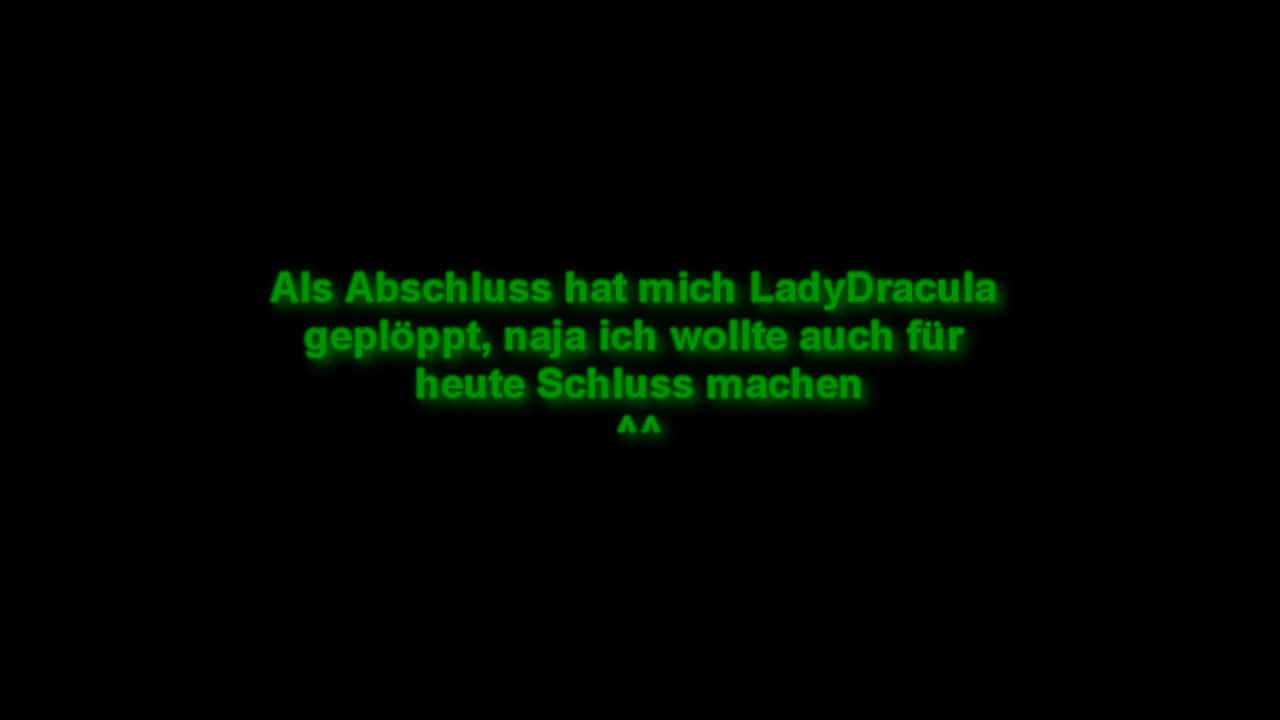 Als Abschluss hat mich LadyDracula
geplöppt, naja ich wollte auch für
heute Schluss machen
^^